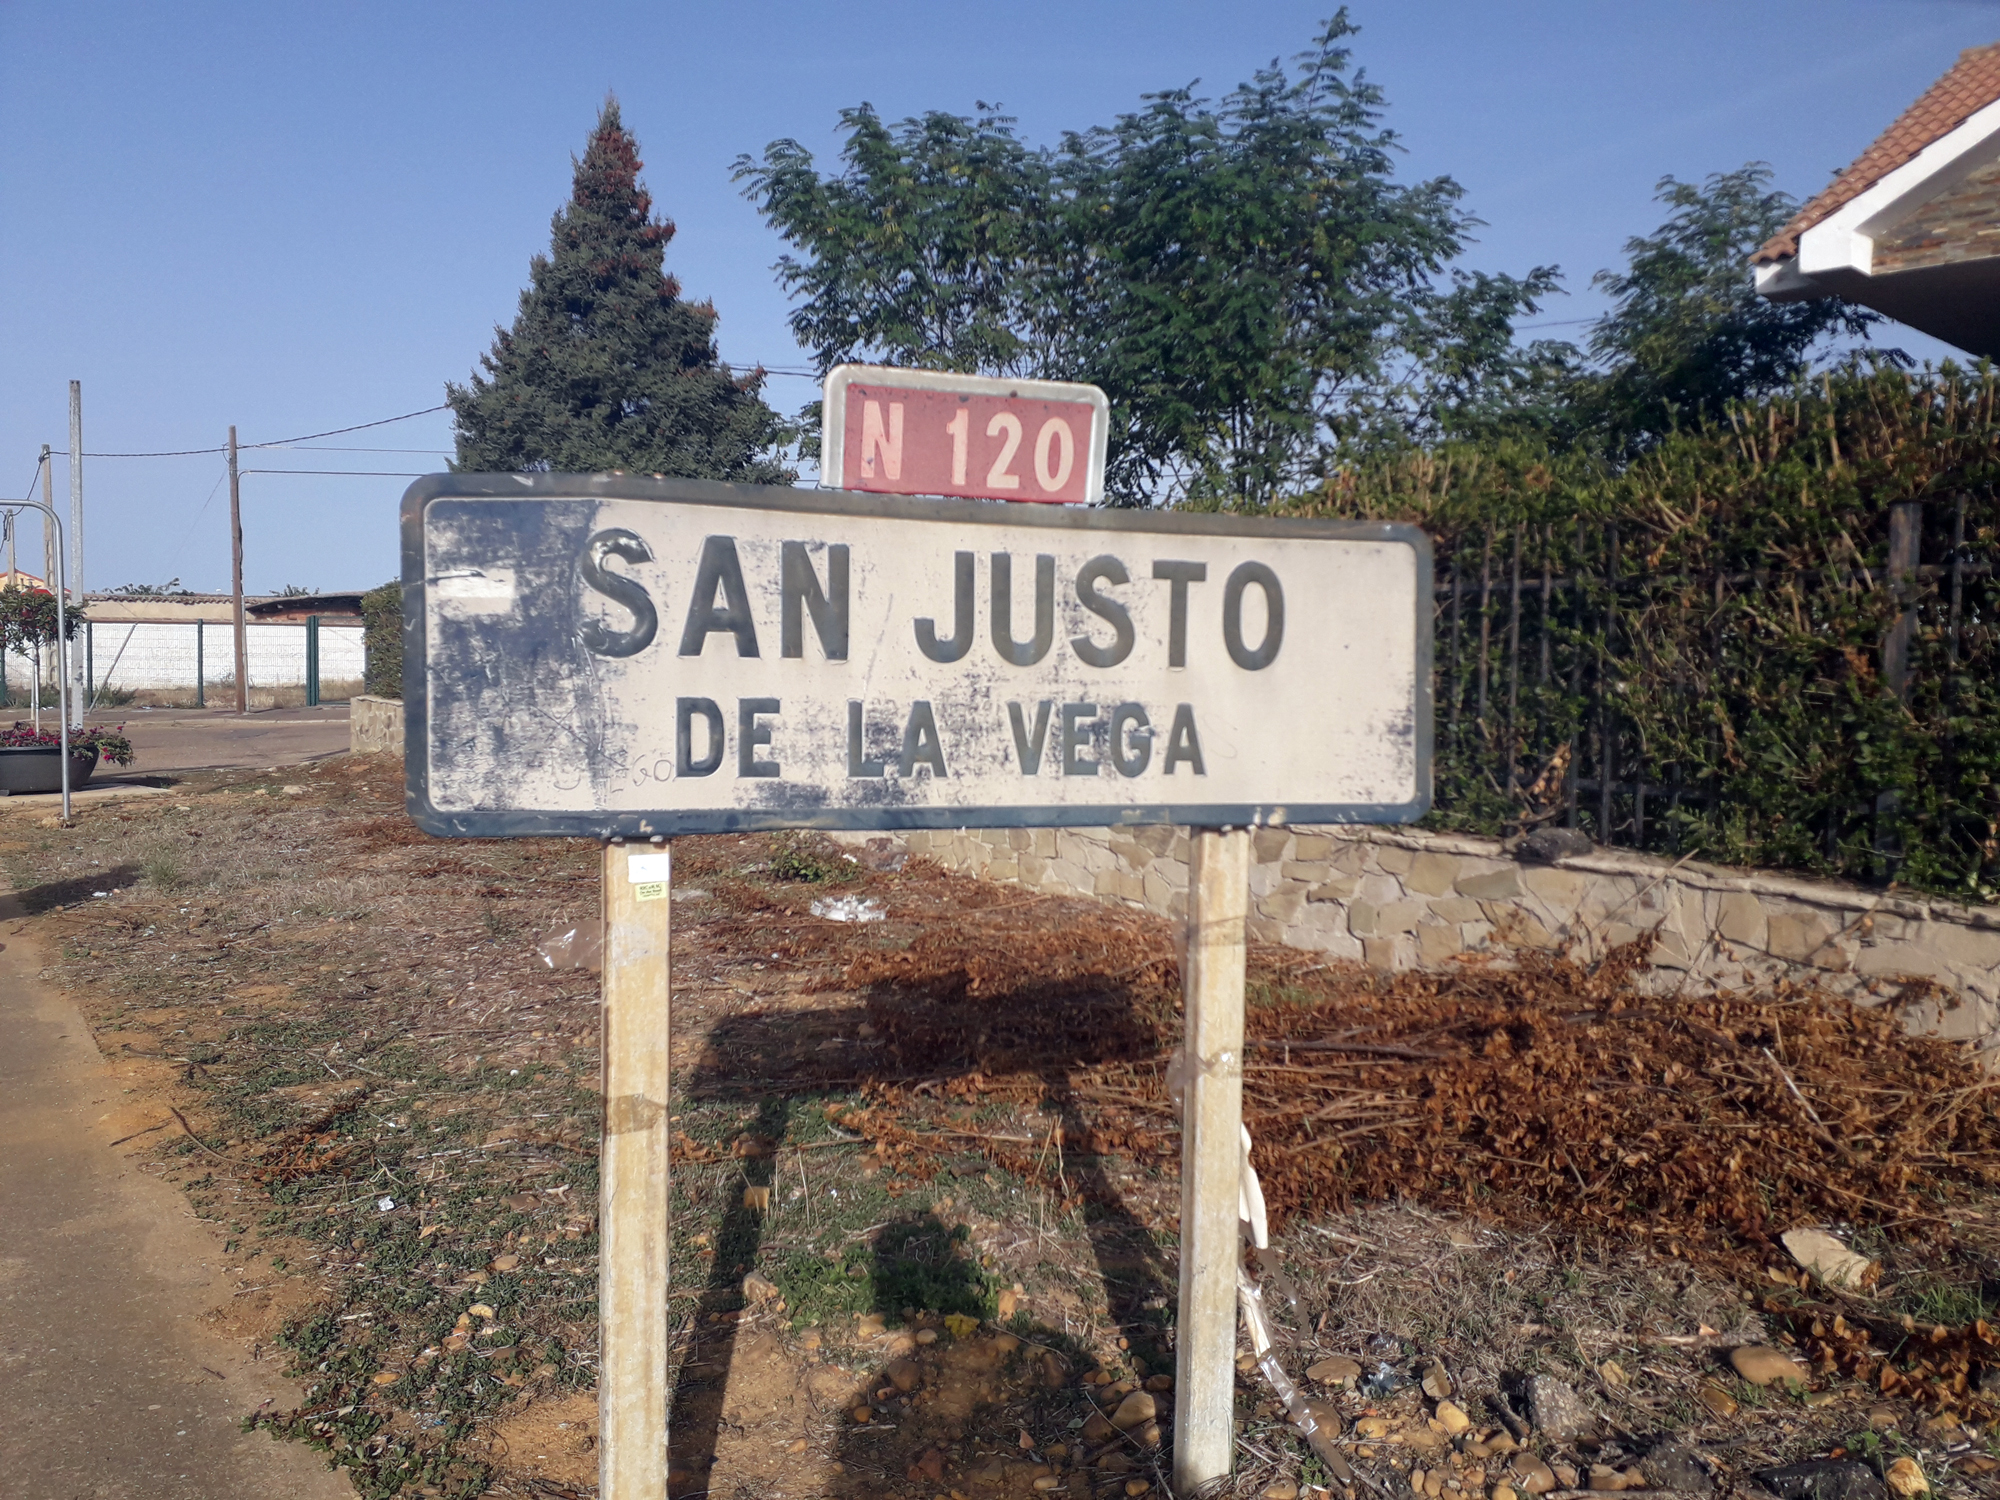 N 120
SAN JUSTO
DE LA VEGA